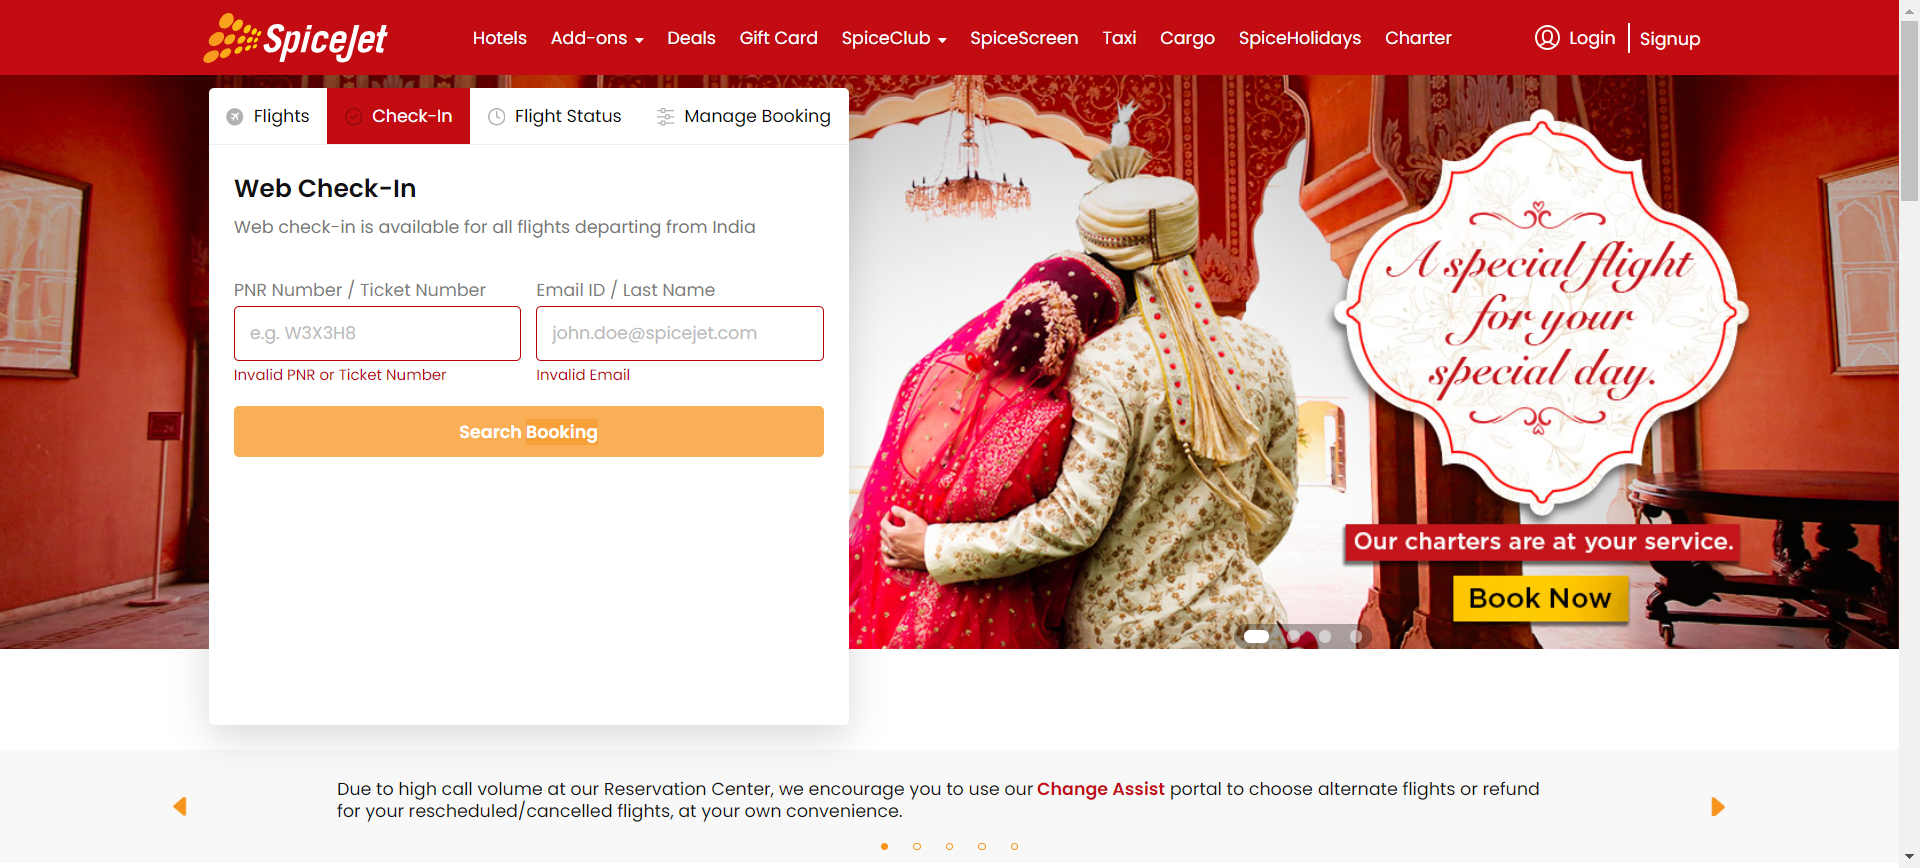 SpiceJet
Hotels Add-ons Deals Gift Card SpiceClub SpiceScreen Taxi Cargo SpiceHolidays Charter Login Signup
Flights Check-In Flight Status Manage Booking
Web Check-In
Web check-in is available for all flights departing from India
PNR Number / Ticket Number Email ID / Last Name
e.g. W3X3H8 john.doe@spicejet.com
Invalid PNR or Ticket Number Invalid Email
Search Booking
A special flight
for your
special day.
Our charters are at your service.
Book Now
Due to high call volume at our Reservation Center, we encourage you to use our Change Assist portal to choose alternate flights or refund
for your rescheduled/cancelled flights, at your own convenience.